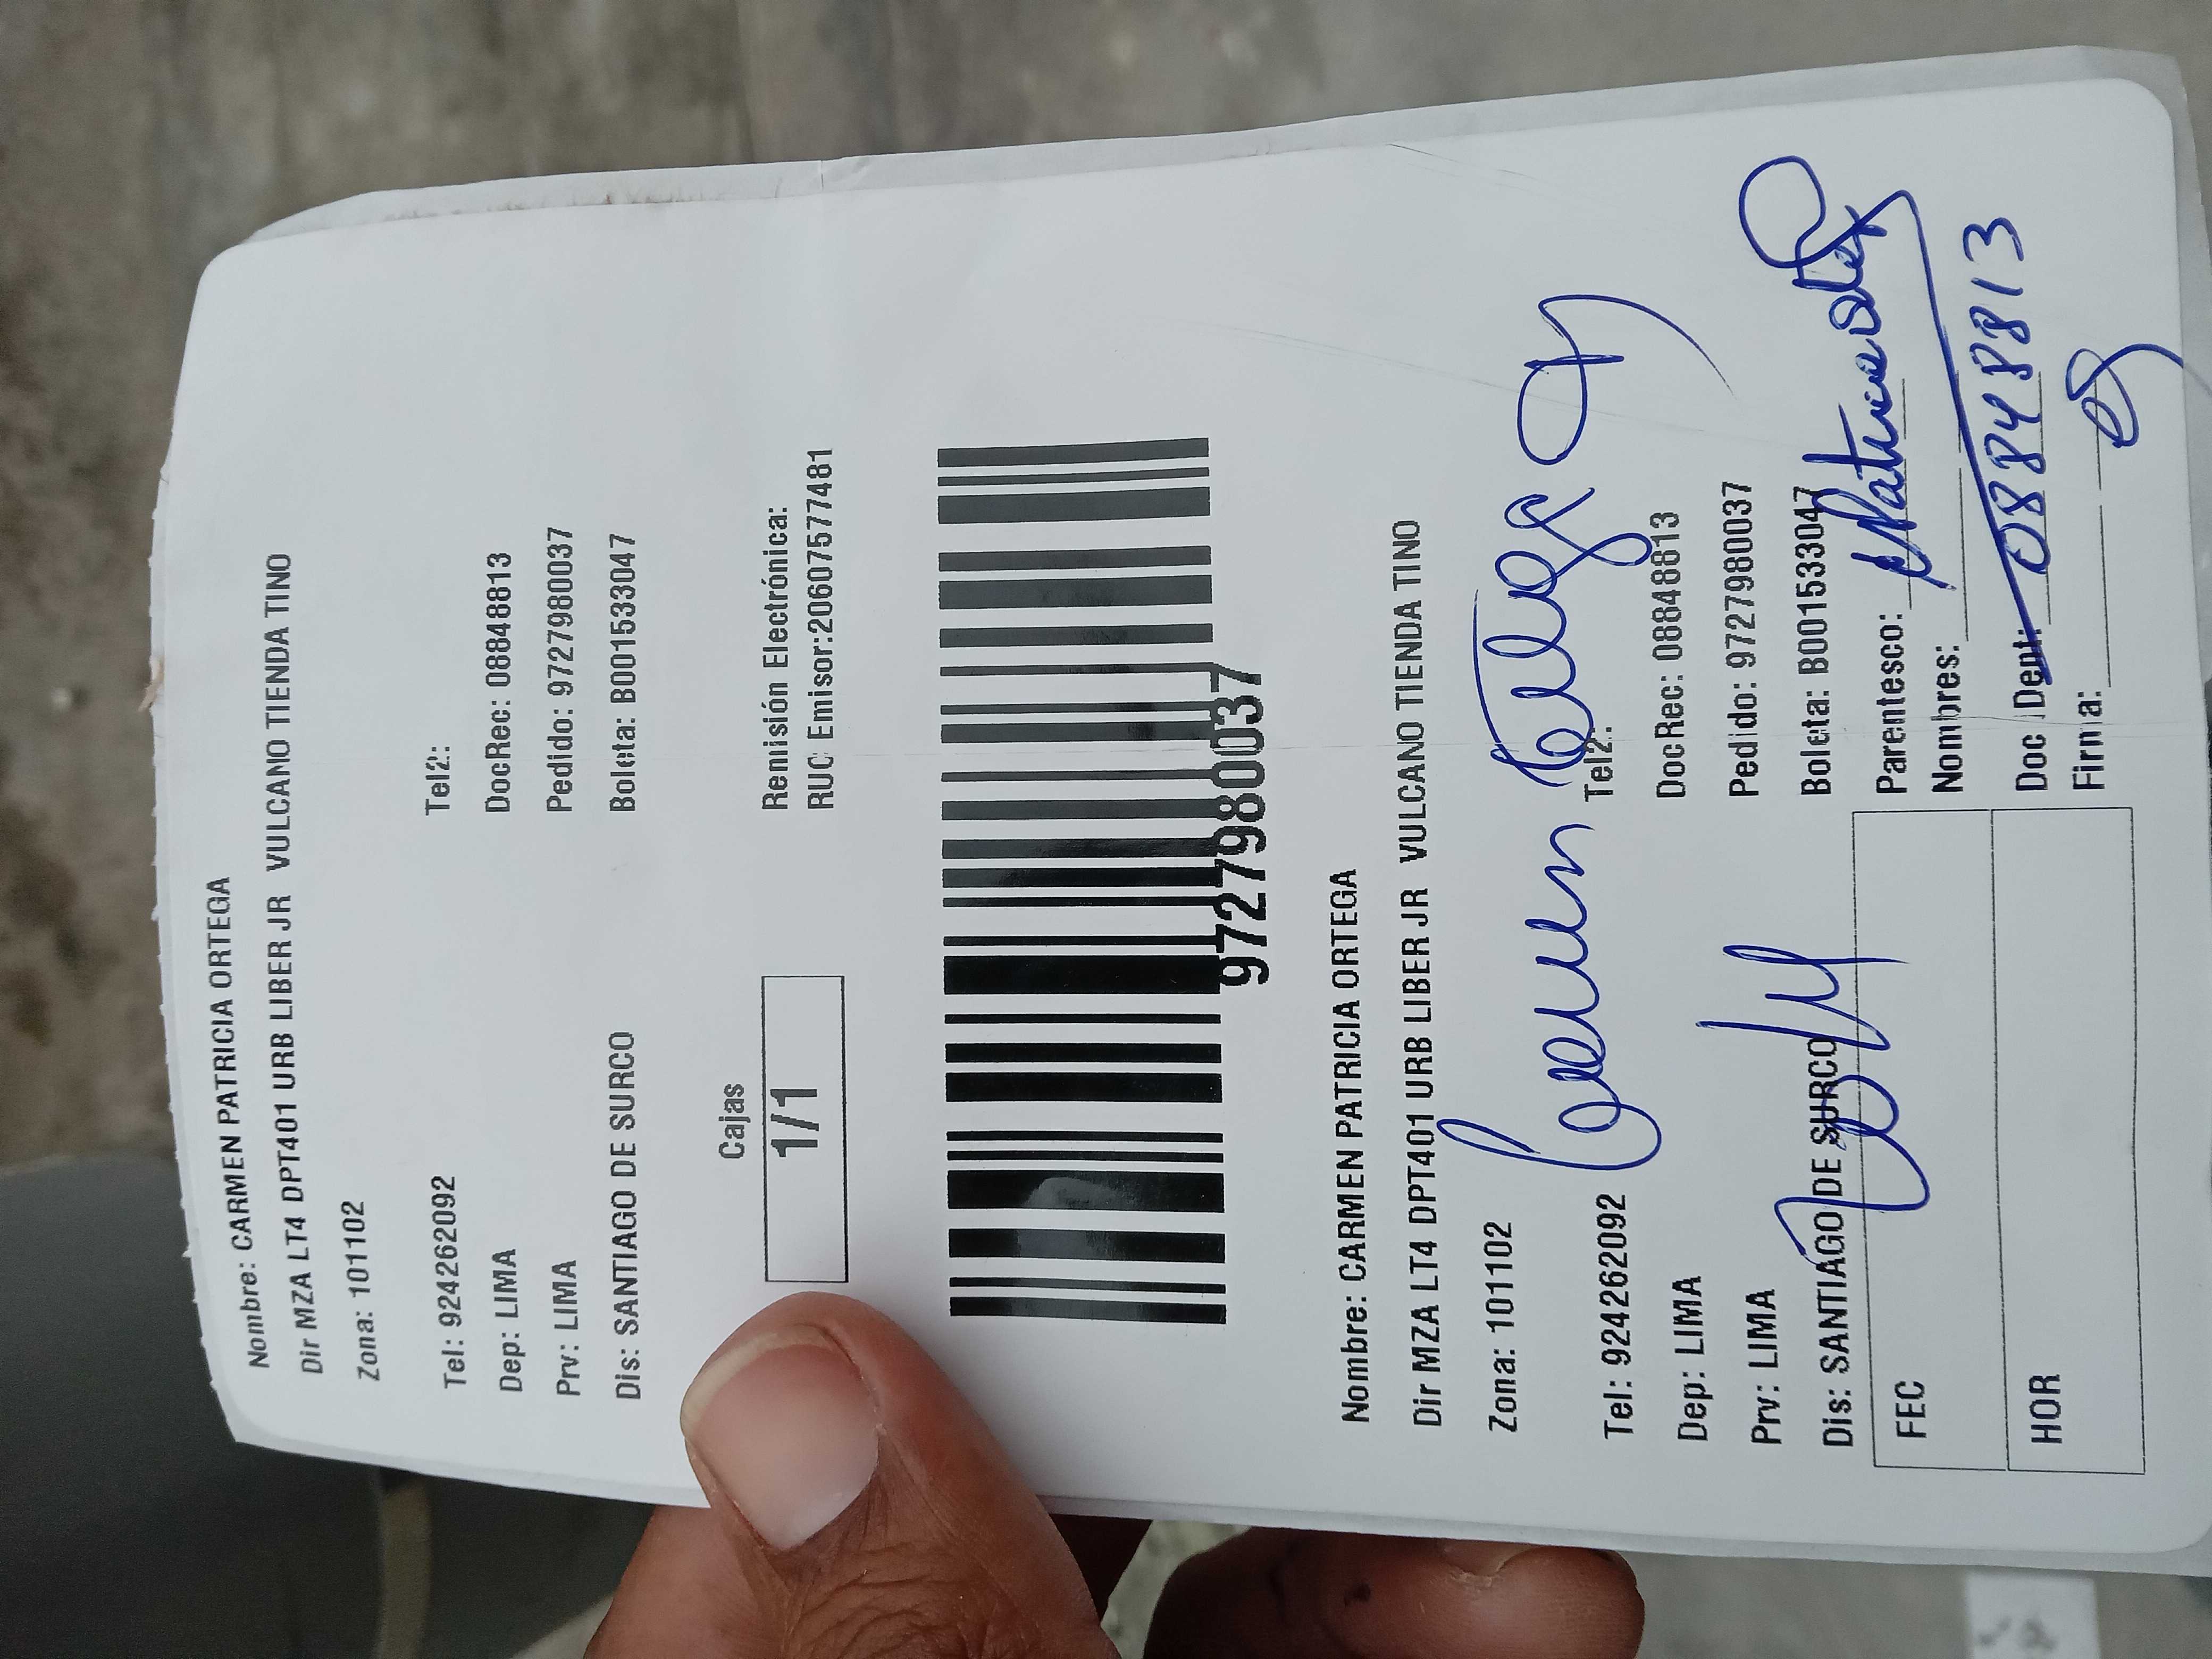 Nombre: CARMEN PATRICIA ORTEGA
Dir MZA LT4 DPT401 URB LIBER JR VULCANO TIENDA TINO
Zona: 101102
Tel: 924262092 Tel2:
Dep: LIMA DocRec: 08848813
Prv: LIMA Pedido: 9727980037
Dis: SANTIAGO DE SURCO Boleta: B001533047
Cajas
1/1
Remisión Electrónica:
RUC Emisor:20607577481
9727980037
Nombre: CARMEN PATRICIA ORTEGA
Dir MZA LT4 DPT401 URB LIBER JR VULCANO TIENDA TINO
Zona: 101102
Carmen Ortega
Tel: 924262092 Tel2:
Dep: LIMA DocRec: 08848813
Prv: LIMA Pedido: 9727980037
Dis: SANTIAGO DE SURCO Boleta: B001533047
FEC
Parentesco:
Nombres:
HOR
Doc Dent: 08848813
Firma: